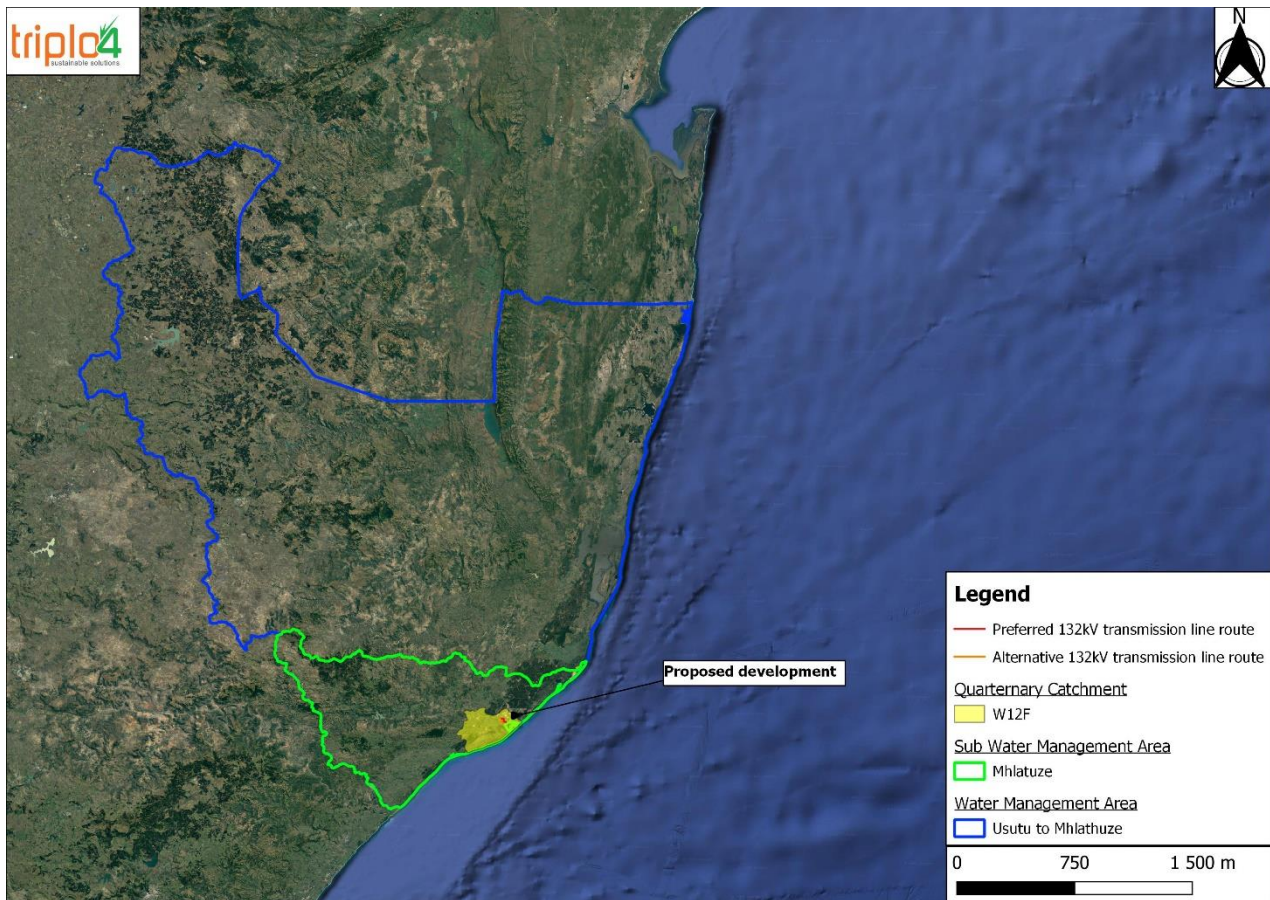 triplo4
sustainable solutions
N
Proposed development
Legend
Preferred 132kV transmission line route
Alternative 132kV transmission line route
Quarternary Catchment
W12F
Sub Water Management Area
Mhlatuze
Water Management Area
Usutu to Mhlathuze
0 750 1 500 m